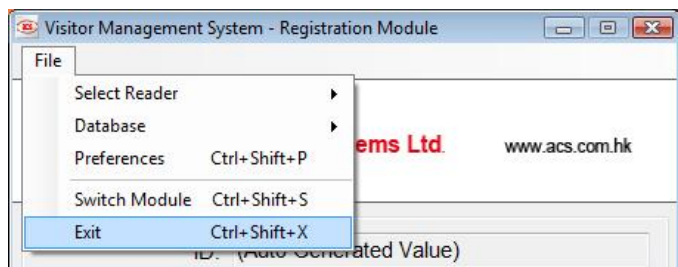 Visitor Management System - Registration Module
File
Select Reader
Database
Preferences Ctrl+Shift+P
ems Ltd. www.acs.com.hk
Switch Module Ctrl+Shift+S
Exit Ctrl+Shift+X
ID: (Auto Generated Value)